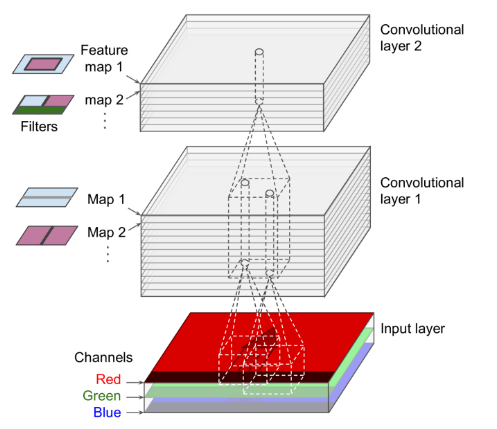 Feature
map 1
map 2
Filters
Convolutional
layer 2
Map 1
Map 2
Convolutional
layer 1
Input layer
Channels
Red
Green
Blue